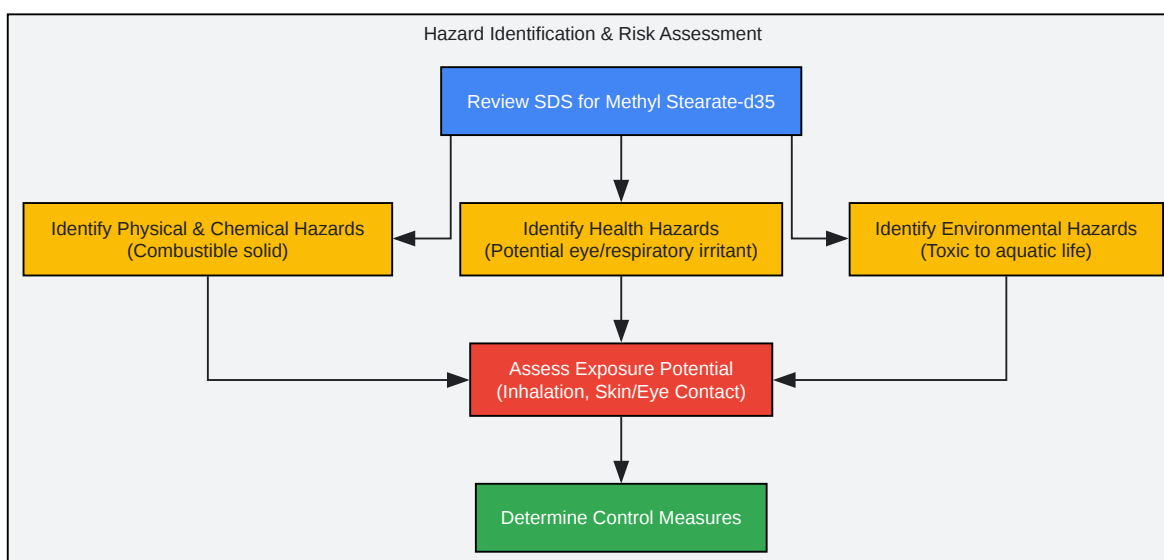 Hazard Identification & Risk Assessment
Review SDS for Methyl Stearate-d35
Identify Physical & Chemical Hazards
(Combustible solid)
Identify Health Hazards
(Potential eye/respiratory irritant)
Identify Environmental Hazards
(Toxic to aquatic life)
Assess Exposure Potential
(Inhalation, Skin/Eye Contact)
Determine Control Measures